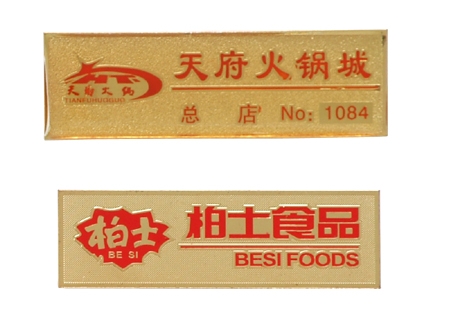 天府火锅
TIANFUHUOGUO
天府火锅城
总店 No: 1084
柏士
BE SI
柏士食品
BESI FOODS